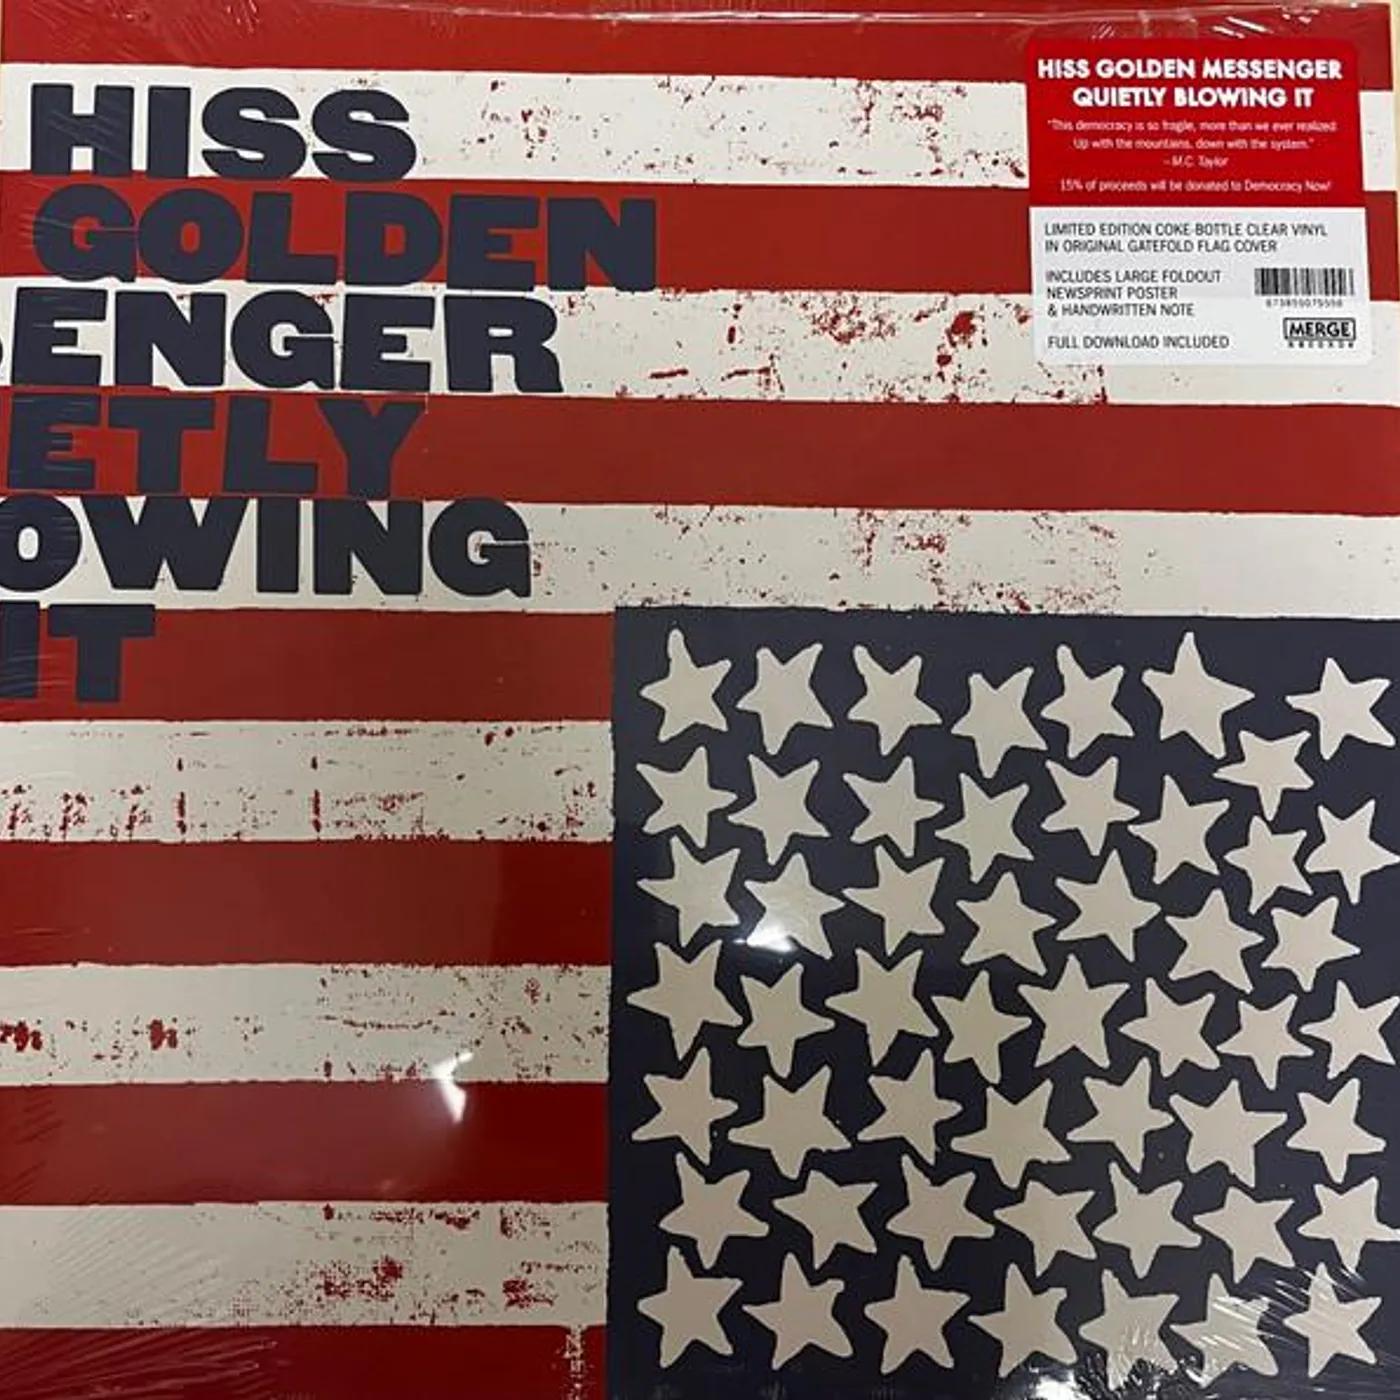 HISS
GOLDEN
ENGER
ETLY
OWING
IT
HISS GOLDEN MESSENGER
QUIETLY BLOWING IT
"This democracy is so fragile, more than we ever realized.
Up with the mountains, down with the system."
–M.C. Taylor
15% of proceeds will be donated to Democracy Now!
LIMITED EDITION COKE-BOTTLE CLEAR VINYL
IN ORIGINAL GATEFOLD FLAG COVER
INCLUDES LARGE FOLDOUT
NEWSPRINT POSTER
& HANDWRITTEN NOTE
FULL DOWNLOAD INCLUDED
MERGE
RECORDS